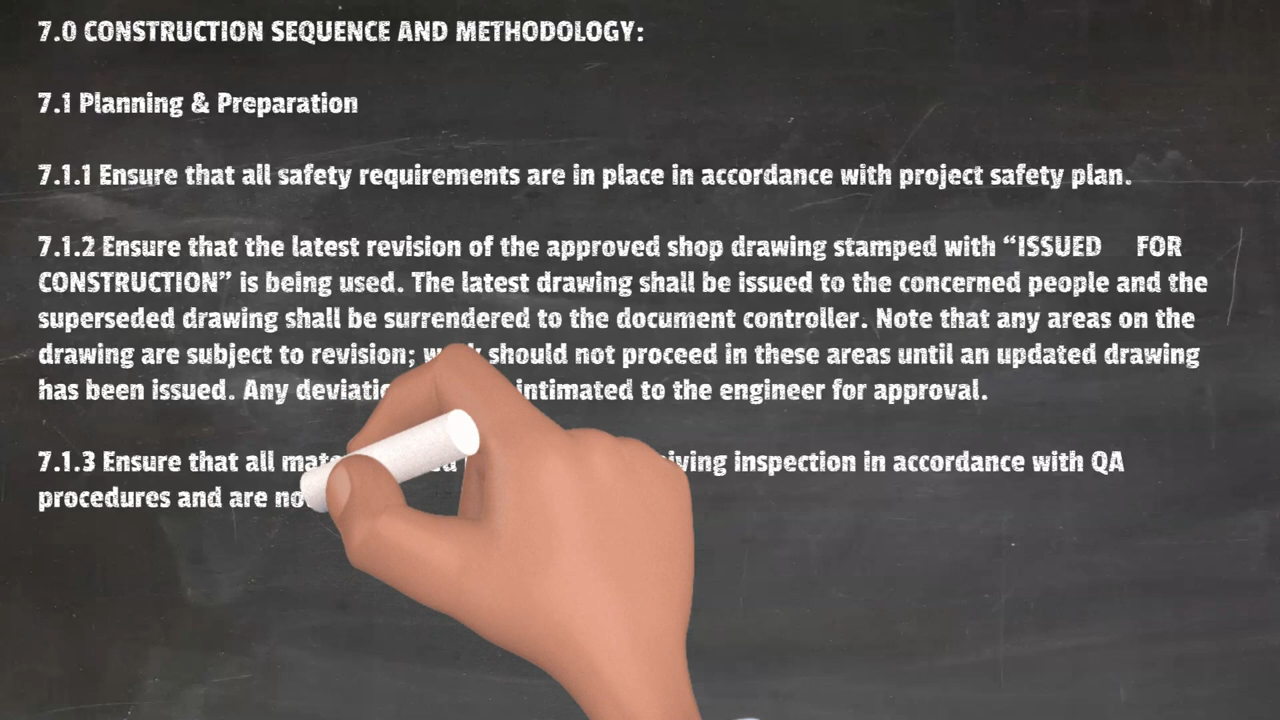 7.0 CONSTRUCTION SEQUENCE AND METHODOLOGY:
7.1 Planning & Preparation
7.1.1 Ensure that all safety requirements are in place in accordance with project safety plan.
7.1.2 Ensure that the latest revision of the approved shop drawing stamped with “ISSUED FOR
CONSTRUCTION” is being used. The latest drawing shall be issued to the concerned people and the
superseded drawing shall be surrendered to the document controller. Note that any areas on the
drawing are subject to revision; work should not proceed in these areas until an updated drawing
has been issued. Any intimated to the engineer for approval.
7.1.3 Ensure that all inspection in accordance with QA
procedures and are